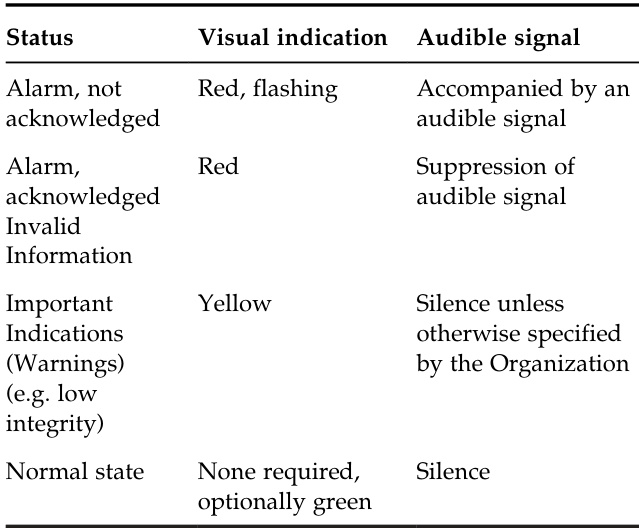 Status Visual indication Audible signal
Alarm, not Red, flashing Accompanied by an
acknowledged audible signal
Alarm, Red Suppression of
acknowledged audible signal
Invalid
Information
Important Yellow Silence unless
Indications otherwise specified
(Warnings) by the Organization
(e.g. low
integrity)
Normal state None required, Silence
optionally green